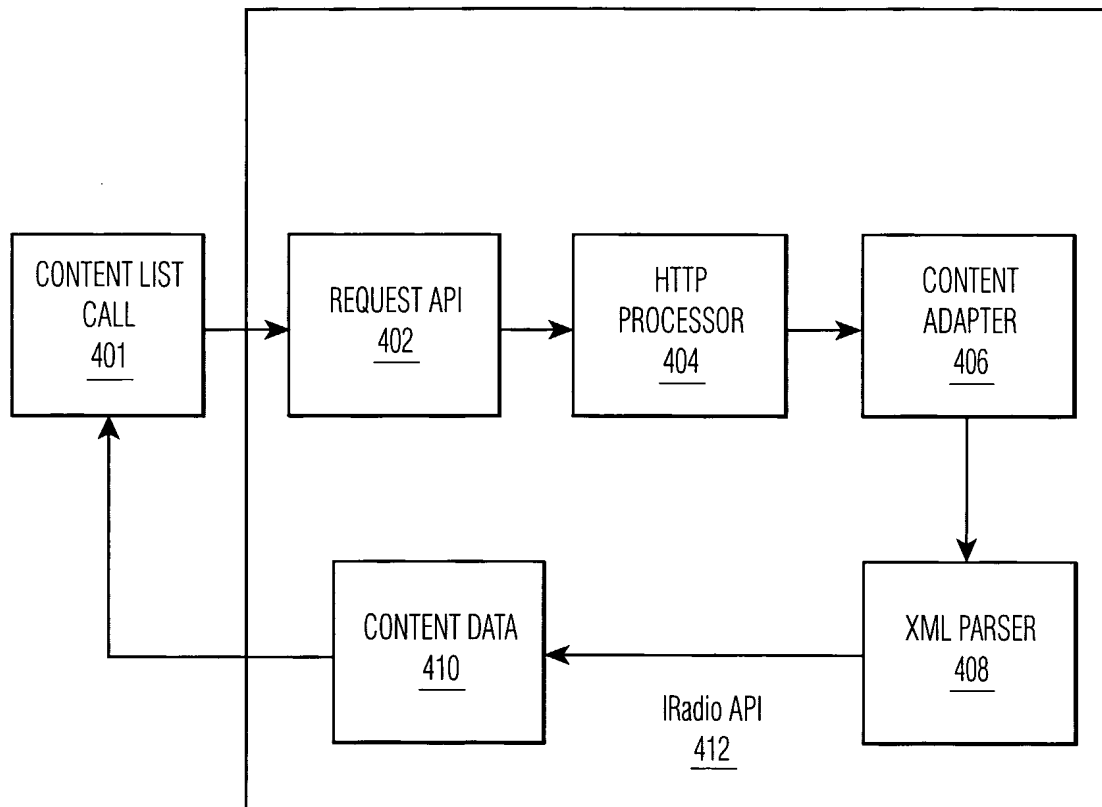 CONTENT LIST
CALL
401
REQUEST API
402
HTTP
PROCESSOR
404
CONTENT
ADAPTER
406
CONTENT DATA
410
XML PARSER
408
IRadio API
412